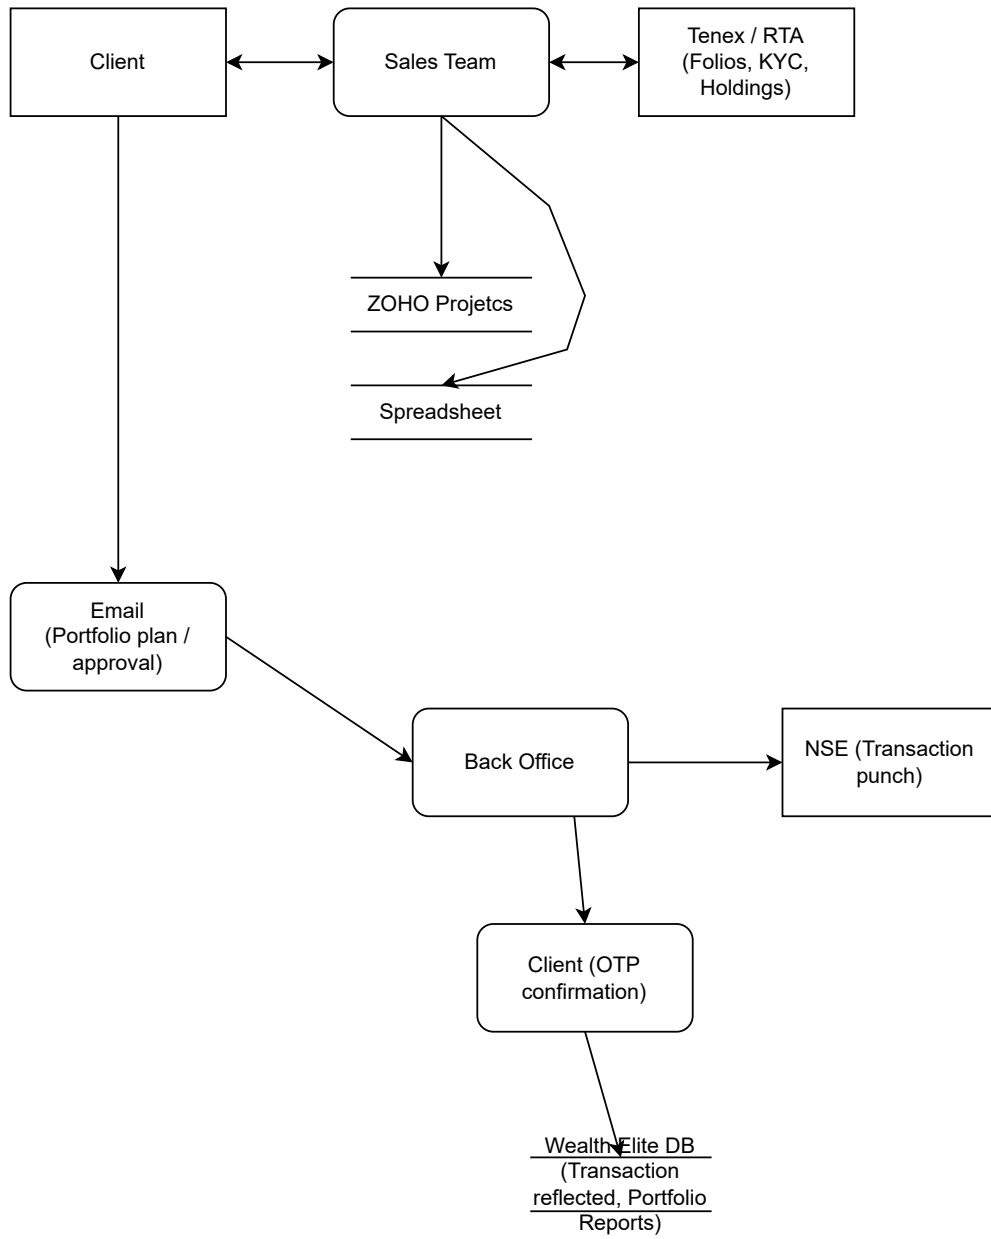 Client
Sales Team
Tenex / RTA
(Folios, KYC,
Holdings)
ZOHO Projetcs
Spreadsheet
Email
(Portfolio plan /
approval)
Back Office
NSE (Transaction
punch)
Client (OTP
confirmation)
Wealth Elite DB
(Transaction
reflected, Portfolio
Reports)